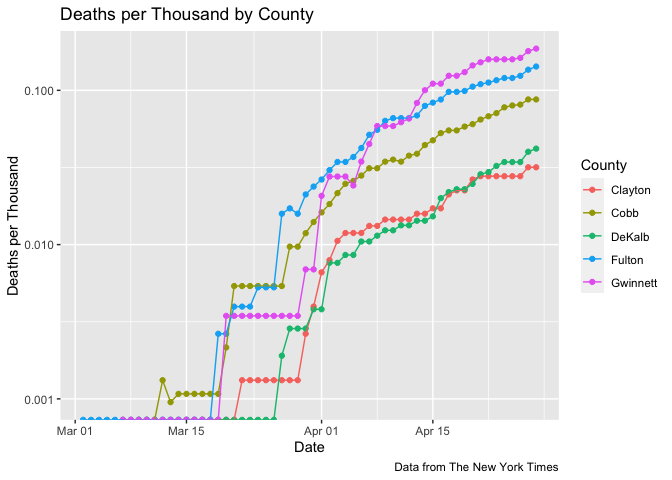 Deaths per Thousand by County
Deaths per Thousand
0.100
0.010
0.001
Mar 01
Mar 15
Apr 01
Apr 15
Date
County
Clayton
Cobb
DeKalb
Fulton
Gwinnett
Data from The New York Times